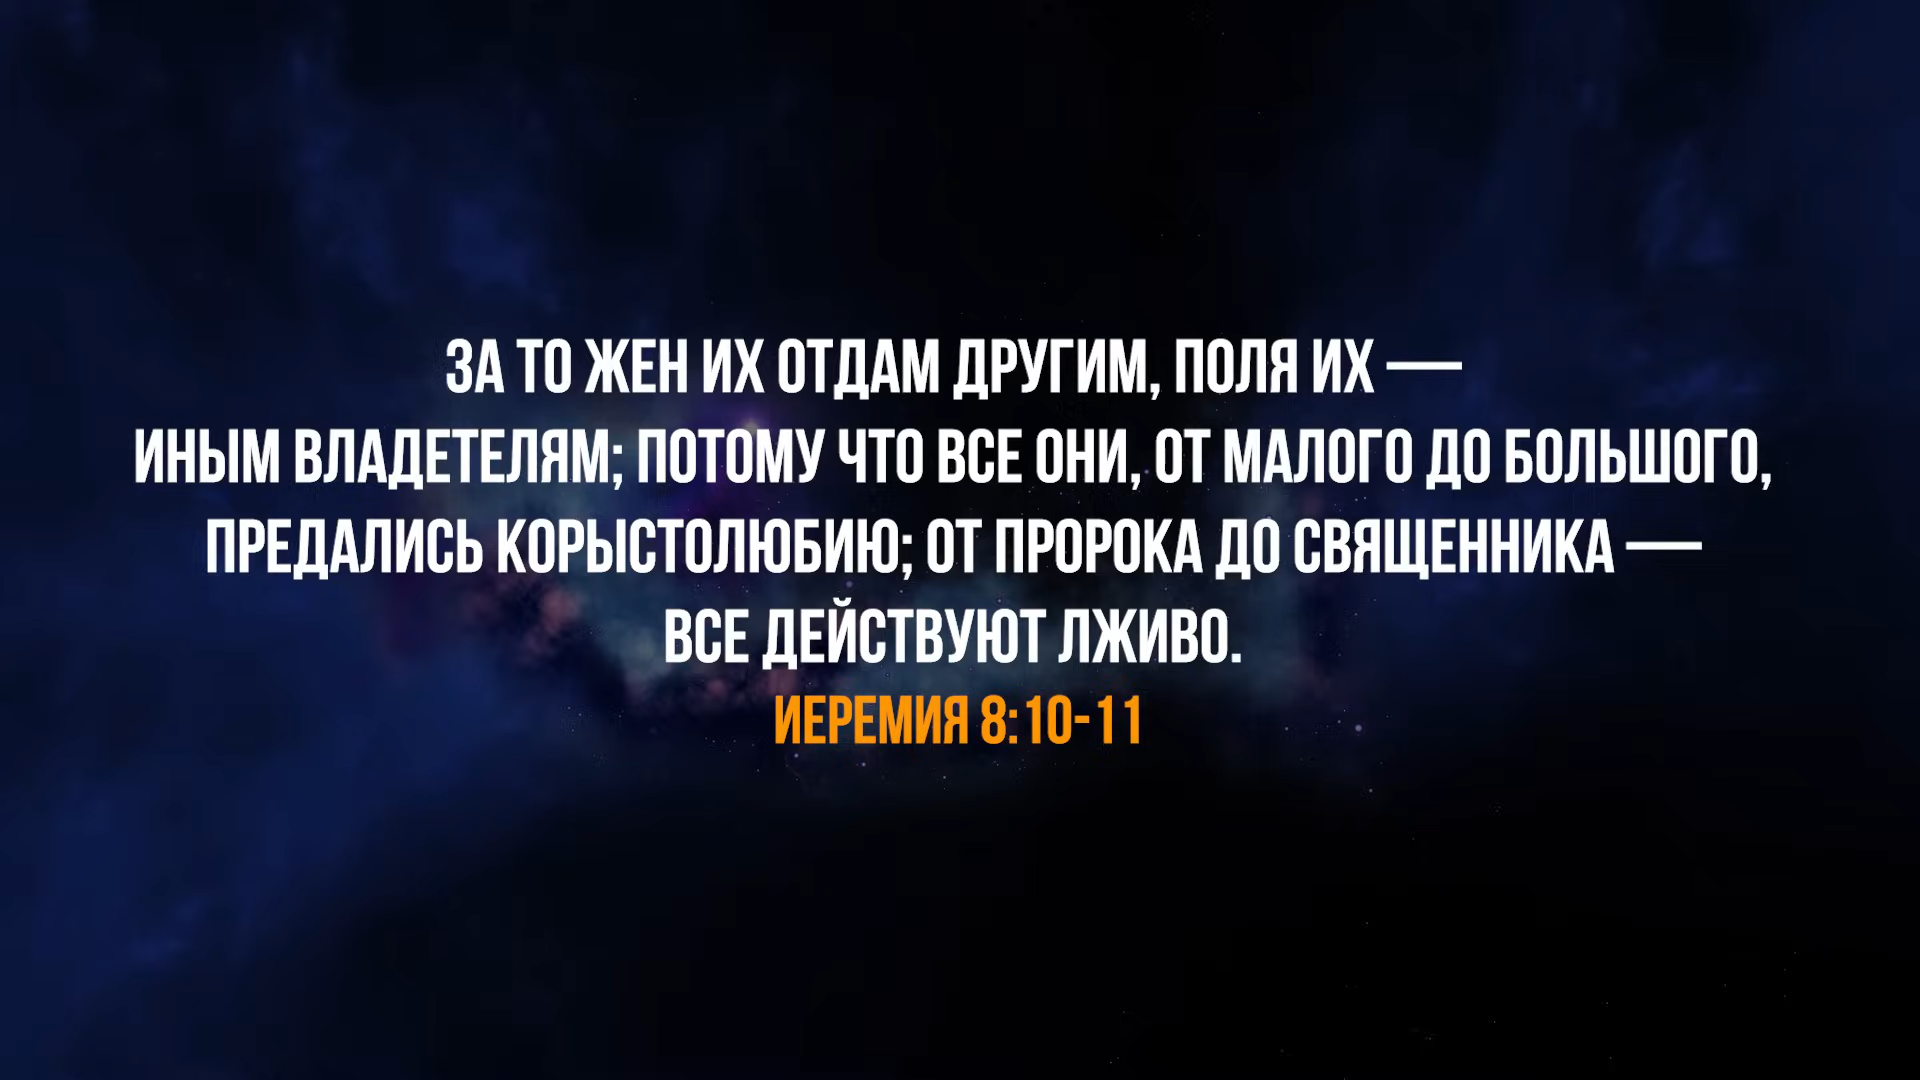 ЗА ТО ЖЕН ИХ ОТДАМ ДРУГИМ, ПОЛЯ ИХ —
ИНЫМ ВЛАДЕТЕЛЯМ; ПОТОМУ ЧТО ВСЕ ОНИ, ОТ МАЛОГО ДО БОЛЬШОГО,
ПРЕДАЛИСЬ КОРЫСТОЛЮБИЮ; ОТ ПРОРОКА ДО СВЯЩЕННИКА —
ВСЕ ДЕЙСТВУЮТ ЛЖИВО.
ИЕРЕМИЯ 8:10-11